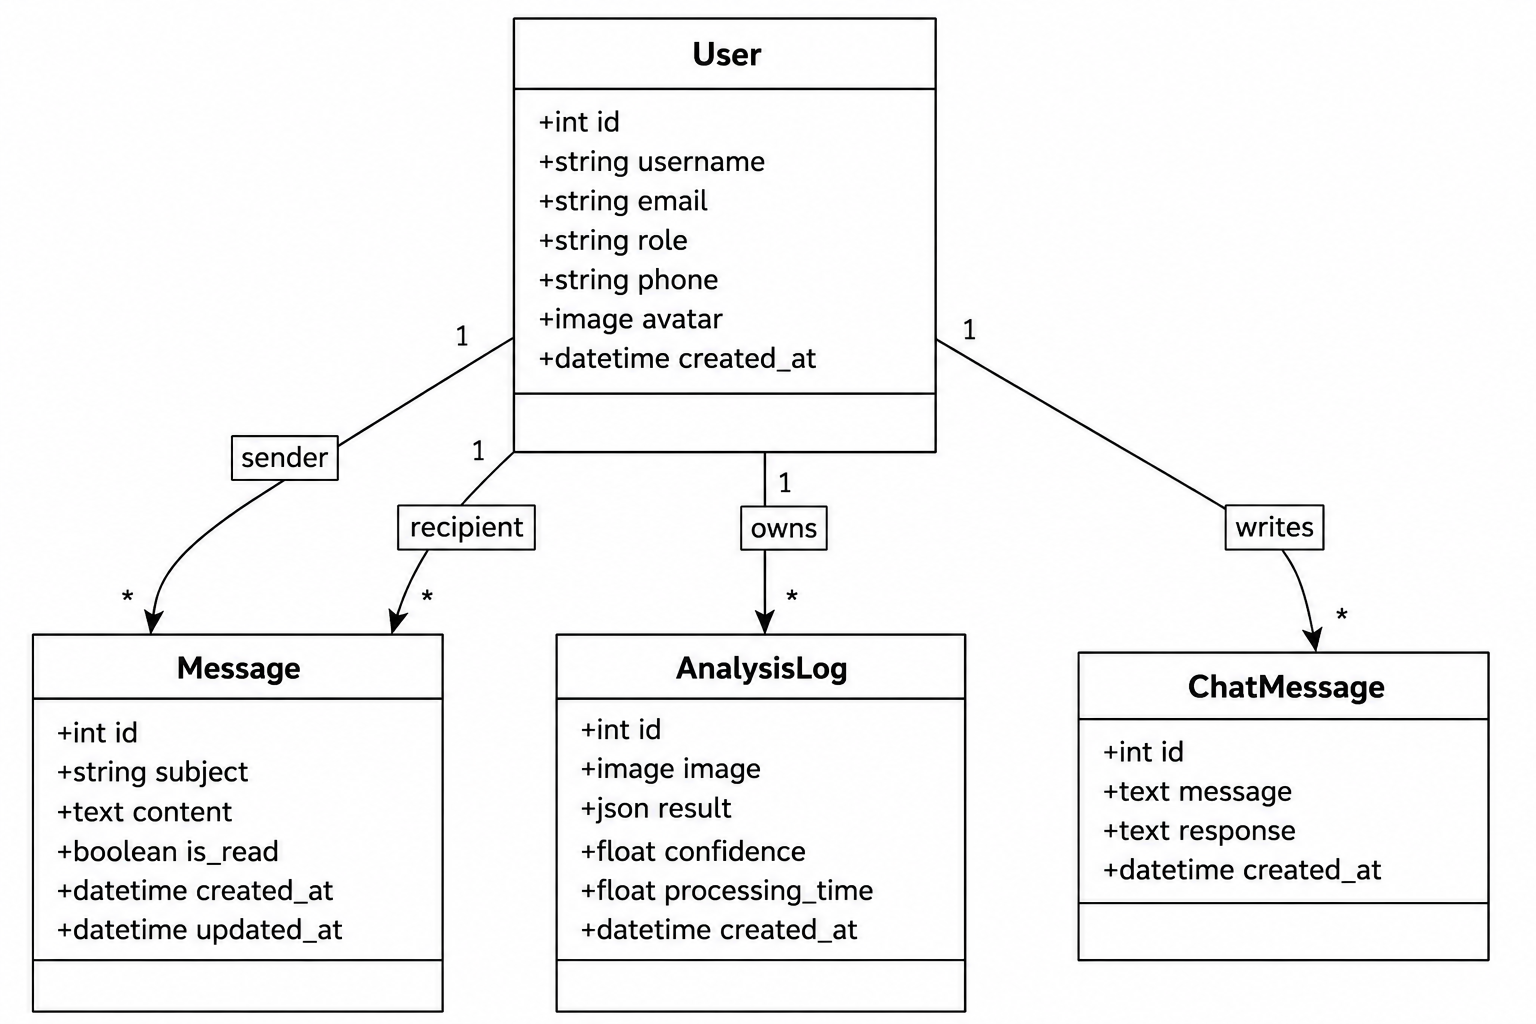 User
+int id
+string username
+string email
+string role
+string phone
+image avatar
+datetime created_at
1
1
1
1
sender
recipient
owns
writes
*
*
*
*
Message
+int id
+string subject
+text content
+boolean is_read
+datetime created_at
+datetime updated_at
AnalysisLog
+int id
+image image
+json result
+float confidence
+float processing_time
+datetime created_at
ChatMessage
+int id
+text message
+text response
+datetime created_at